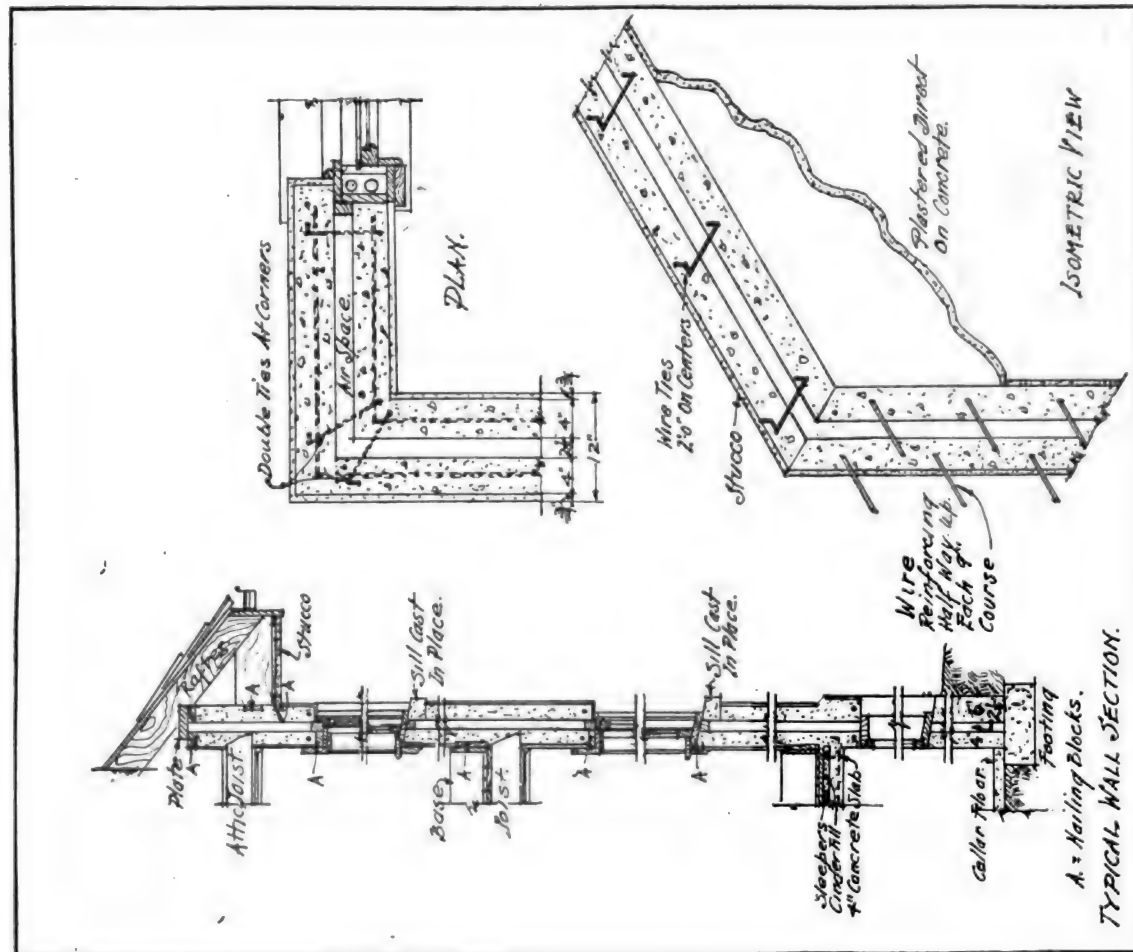 Double Ties At Corners
Air Space
PLAN.
4"
2"
4"
12"
Wire Ties
2'0" on Centers
Stucco
Plastered Direct
On Concrete.
Wire
Reinforcing
Half Way Up
Each 9"
Course
ISOMETRIC VIEW
Rafter
Stucco
Plate
A
A
A
Attic Joist
A
Sill Cast
In Place.
Base
A
Joist.
A
Sill Cast
In Place.
A
Sleepers
Cinder Fill
4" Concrete Slab
Cellar Floor.
Footing
A. = Nailing Blocks.
TYPICAL WALL SECTION.